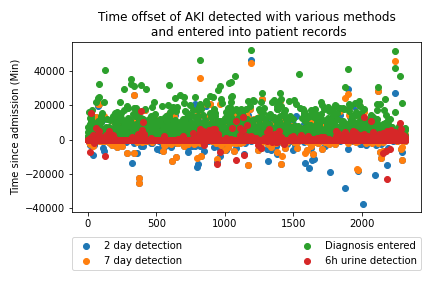 Time offset of AKI detected with various methods
and entered into patient records
Time since admission (Min)
40000
20000
0
−20000
−40000
0
500
1000
1500
2000
2 day detection
7 day detection
Diagnosis entered
6h urine detection